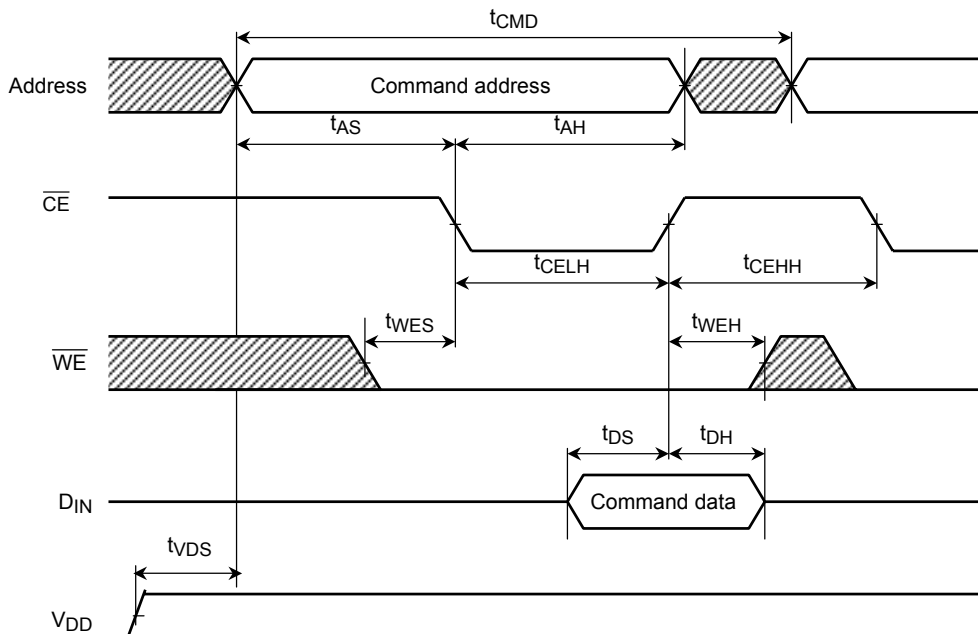 tCMD
Address
Command address
tAS
tAH
CE
tCELH
tCEHH
tWES
tWEH
WE
tDS
tDH
DIN
Command data
tVDS
VDD